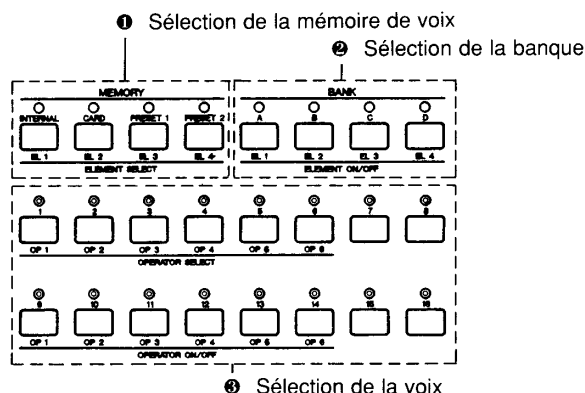 ❶ Sélection de la mémoire de voix
❷ Sélection de la banque
MEMORY BANK
INTERNAL CARD PRESET 1 PRESET 2 A B C D
EL 1 EL 2 EL 3 EL 4 EL 1 EL 2 EL 3 EL 4
ELEMENT SELECT ELEMENT ON/OFF
1 2 3 4 5 6 7 8
OP 1 OP 2 OP 3 OP 4 OP 5 OP 6
OPERATOR SELECT
9 10 11 12 13 14 15 16
OP 1 OP 2 OP 3 OP 4 OP 5 OP 6
OPERATOR ON/OFF
❸ Sélection de la voix